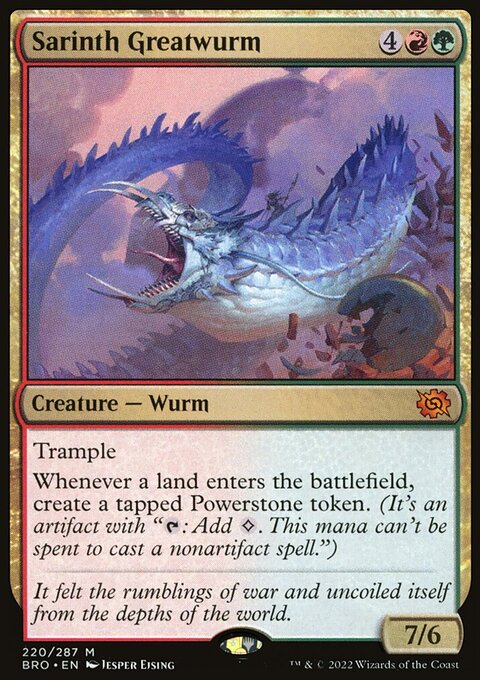 Sarinth Greatwurm 4
Creature — Wurm
Trample
Whenever a land enters the battlefield,
create a tapped Powerstone token. (It's an
artifact with “: Add . This mana can't be
spent to cast a nonartifact spell.”)
It felt the rumblings of war and uncoiled itself
from the depths of the world.
7/6
220/287 M
BRO • EN Jesper Ejsing
™ & © 2022 Wizards of the Coast